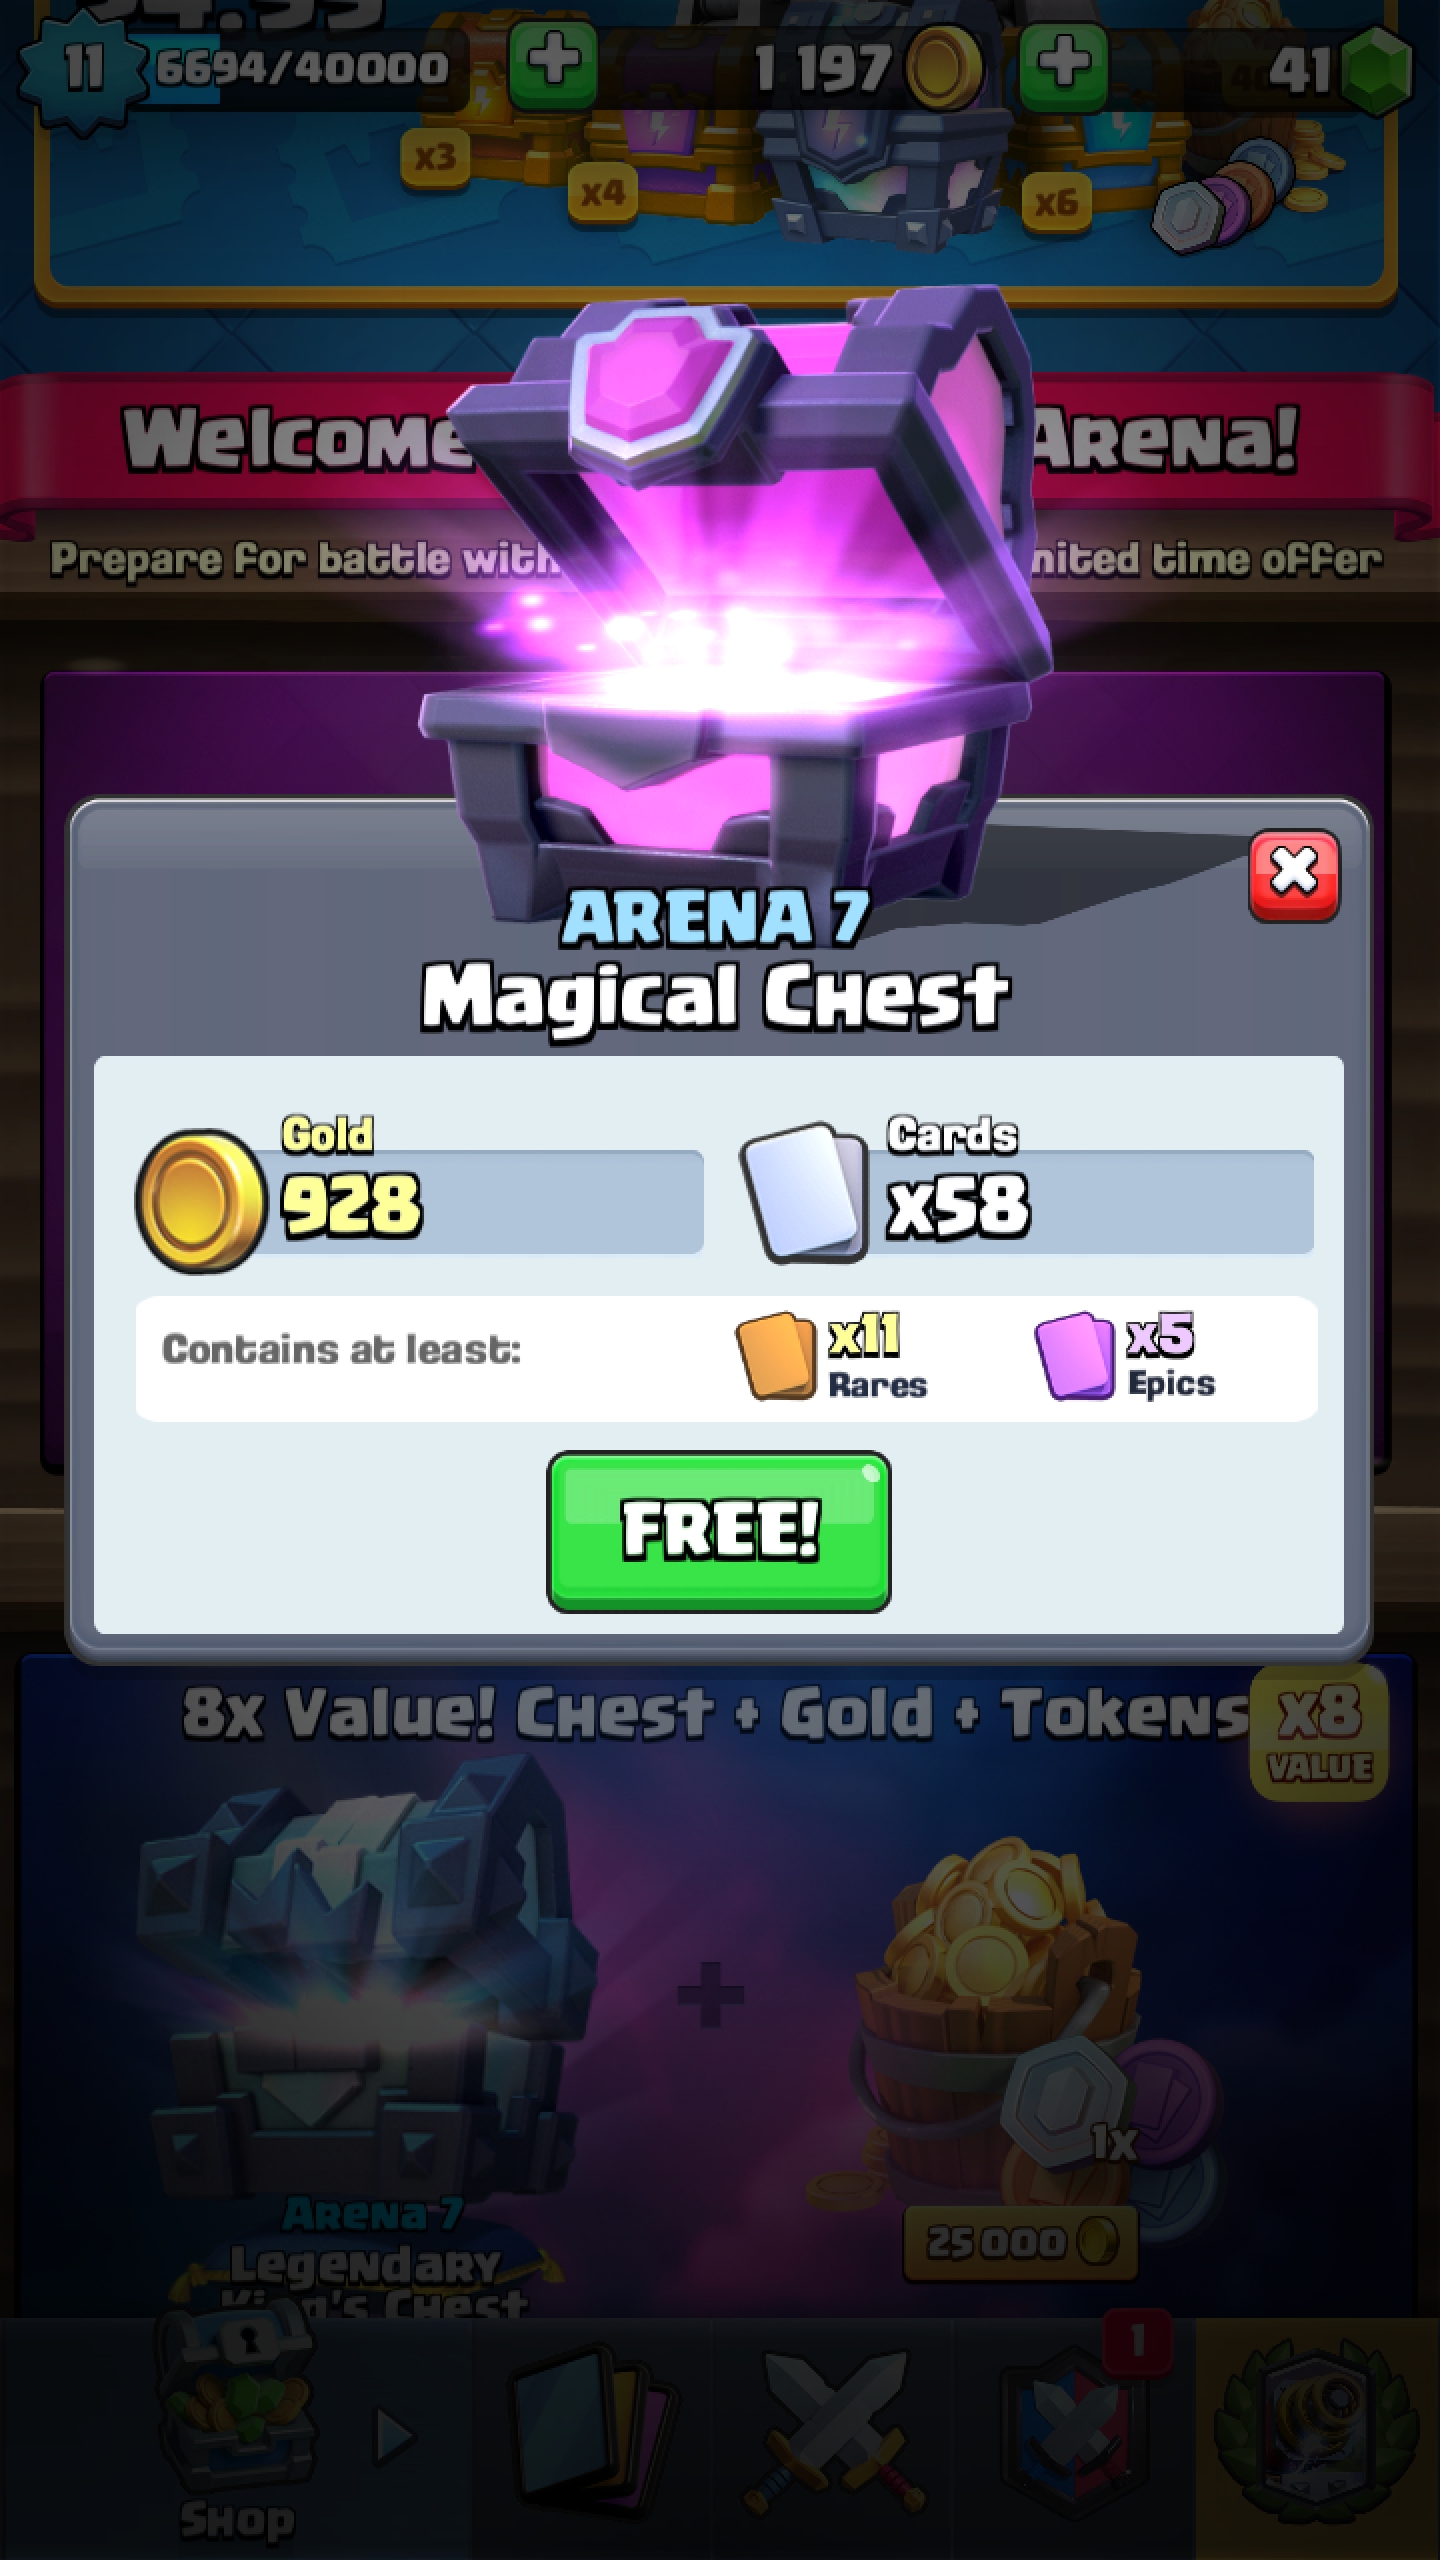 11
6694/40000
1 197
41
x3
x4
x6
Welcome
Arena!
Prepare for battle with
time offer
ARENA 7
Magical Chest
Gold
928
Cards
x58
Contains at least:
x11
Rares
x5
Epics
FREE!
8x Value! Chest + Gold + Tokens
x8
VALUE
1x
Arena 7
25 000
Legendary
King's Chest
1
Shop